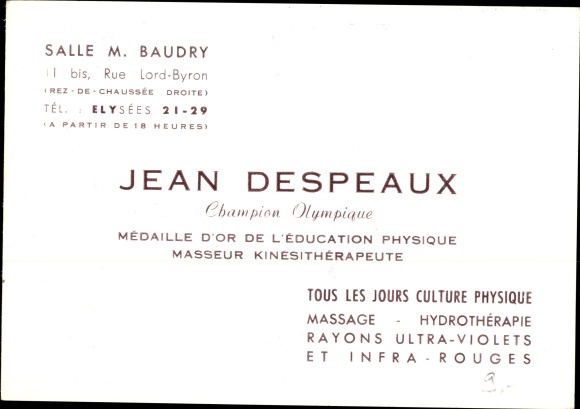 SALLE M. BAUDRY
11 bis, Rue Lord-Byron
(REZ-DE-CHAUSSÉE DROITE)
TÉL. : ELYSÉES 21-29
(A PARTIR DE 18 HEURES)
JEAN DESPEAUX
Champion Olympique
MÉDAILLE D'OR DE L'ÉDUCATION PHYSIQUE
MASSEUR KINESITHÉRAPEUTE
TOUS LES JOURS CULTURE PHYSIQUE
MASSAGE - HYDROTHÉRAPIE
RAYONS ULTRA-VIOLETS
ET INFRA-ROUGES